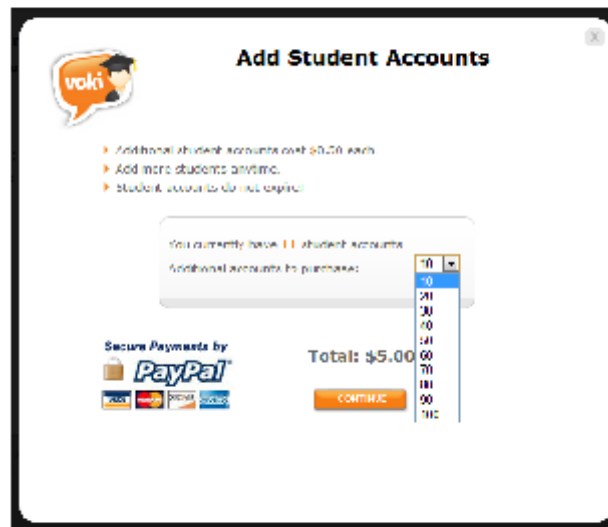 voki
Add Student Accounts
X
Additional student accounts cost $0.50 each
Add more students anytime.
Student accounts do not expire!
You currently have 11 student accounts
Additional accounts to purchase: 10
10
20
30
40
50
60
70
80
90
100
Secure Payments by
PayPal
Total: $5.00
CONTINUE
VISA